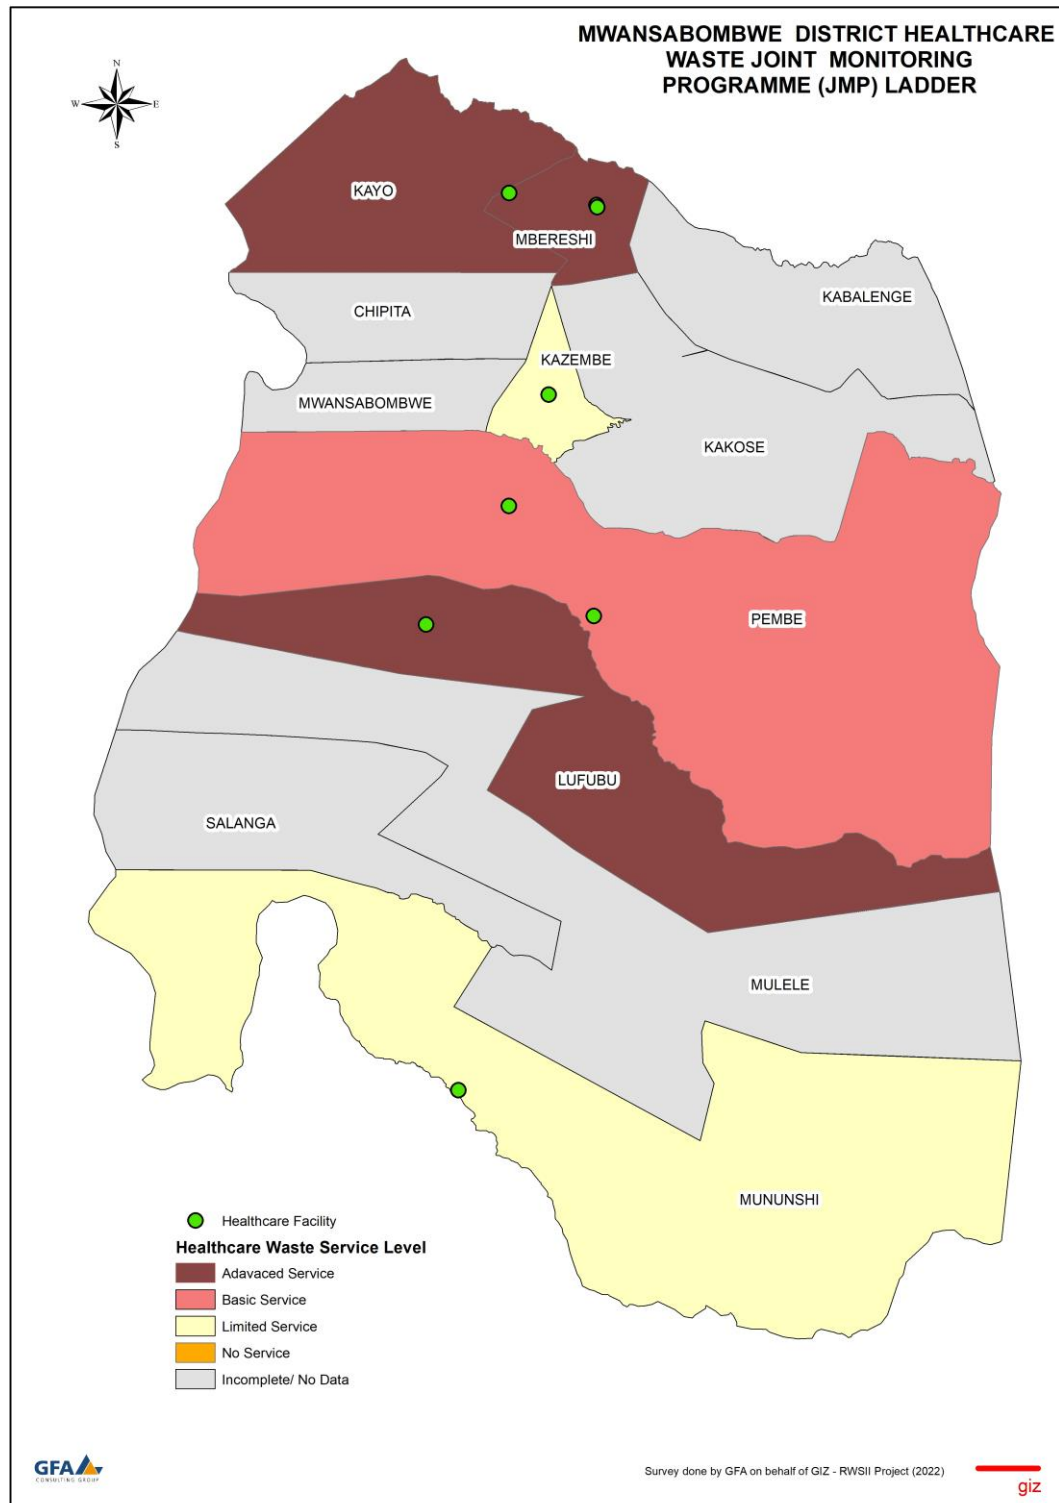 MWANSABOMBWE DISTRICT HEALTHCARE
WASTE JOINT MONITORING
PROGRAMME (JMP) LADDER
N
W
E
S
KAYO
MBERESHI
CHIPITA
KABALENGE
KAZEMBE
MWANSABOMBWE
KAKOSE
PEMBE
LUFUBU
SALANGA
MULELE
MUNUNSHI
Healthcare Facility
Healthcare Waste Service Level
Adavaced Service
Basic Service
Limited Service
No Service
Incomplete/ No Data
GFA
CONSULTING GROUP
Survey done by GFA on behalf of GIZ - RWSII Project (2022)
giz